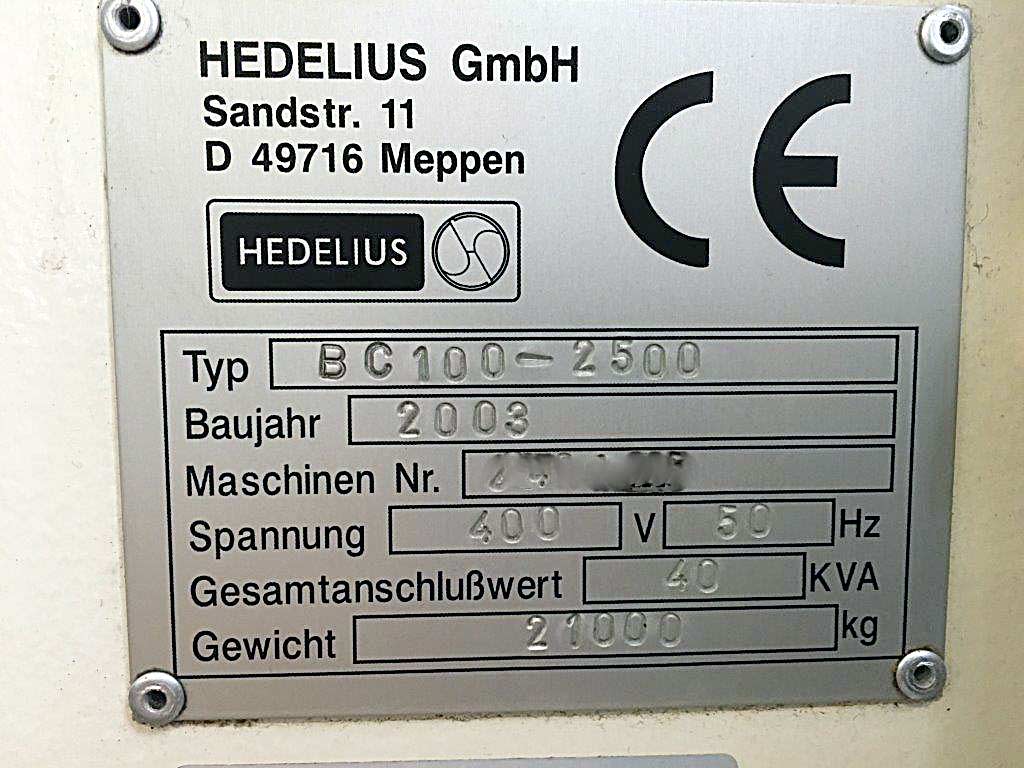 HEDELIUS GmbH
Sandstr. 11
D 49716 Meppen
CE
HEDELIUS
Typ BC100-2500
Baujahr 2003
Maschinen Nr.
Spannung 400 V 50 Hz
Gesamtanschlußwert 40 KVA
Gewicht 21000 kg